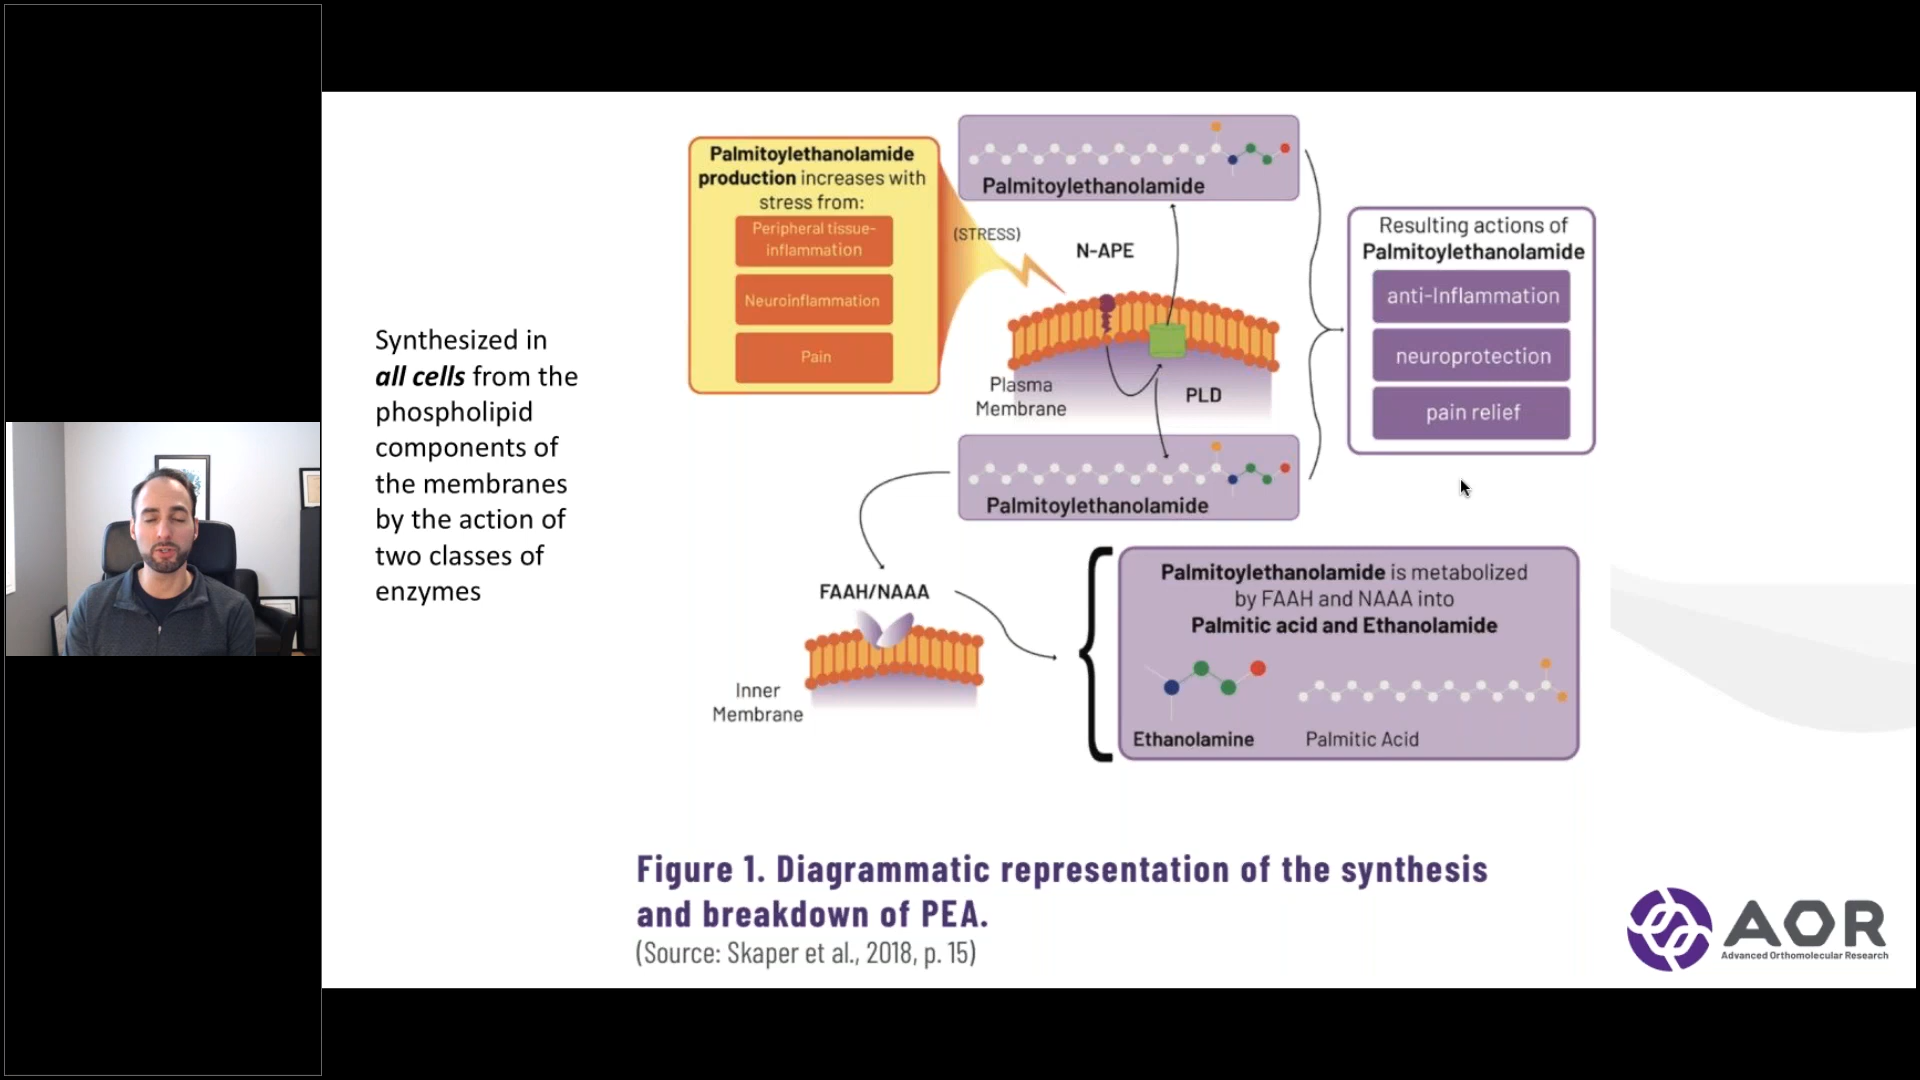 Synthesized in
all cells from the
phospholipid
components of
the membranes
by the action of
two classes of
enzymes
Palmitoylethanolamide
production increases with
stress from:
Peripheral tissue-
inflammation
Neuroinflammation
Pain
(STRESS)
Palmitoylethanolamide
N-APE
Plasma
Membrane
PLD
Palmitoylethanolamide
Resulting actions of
Palmitoylethanolamide
anti-Inflammation
neuroprotection
pain relief
FAAH/NAAA
Inner
Membrane
Palmitoylethanolamide is metabolized
by FAAH and NAAA into
Palmitic acid and Ethanolamide
Ethanolamine
Palmitic Acid
Figure 1. Diagrammatic representation of the synthesis
and breakdown of PEA.
(Source: Skaper et al., 2018, p. 15)
AOR
Advanced Orthomolecular Research